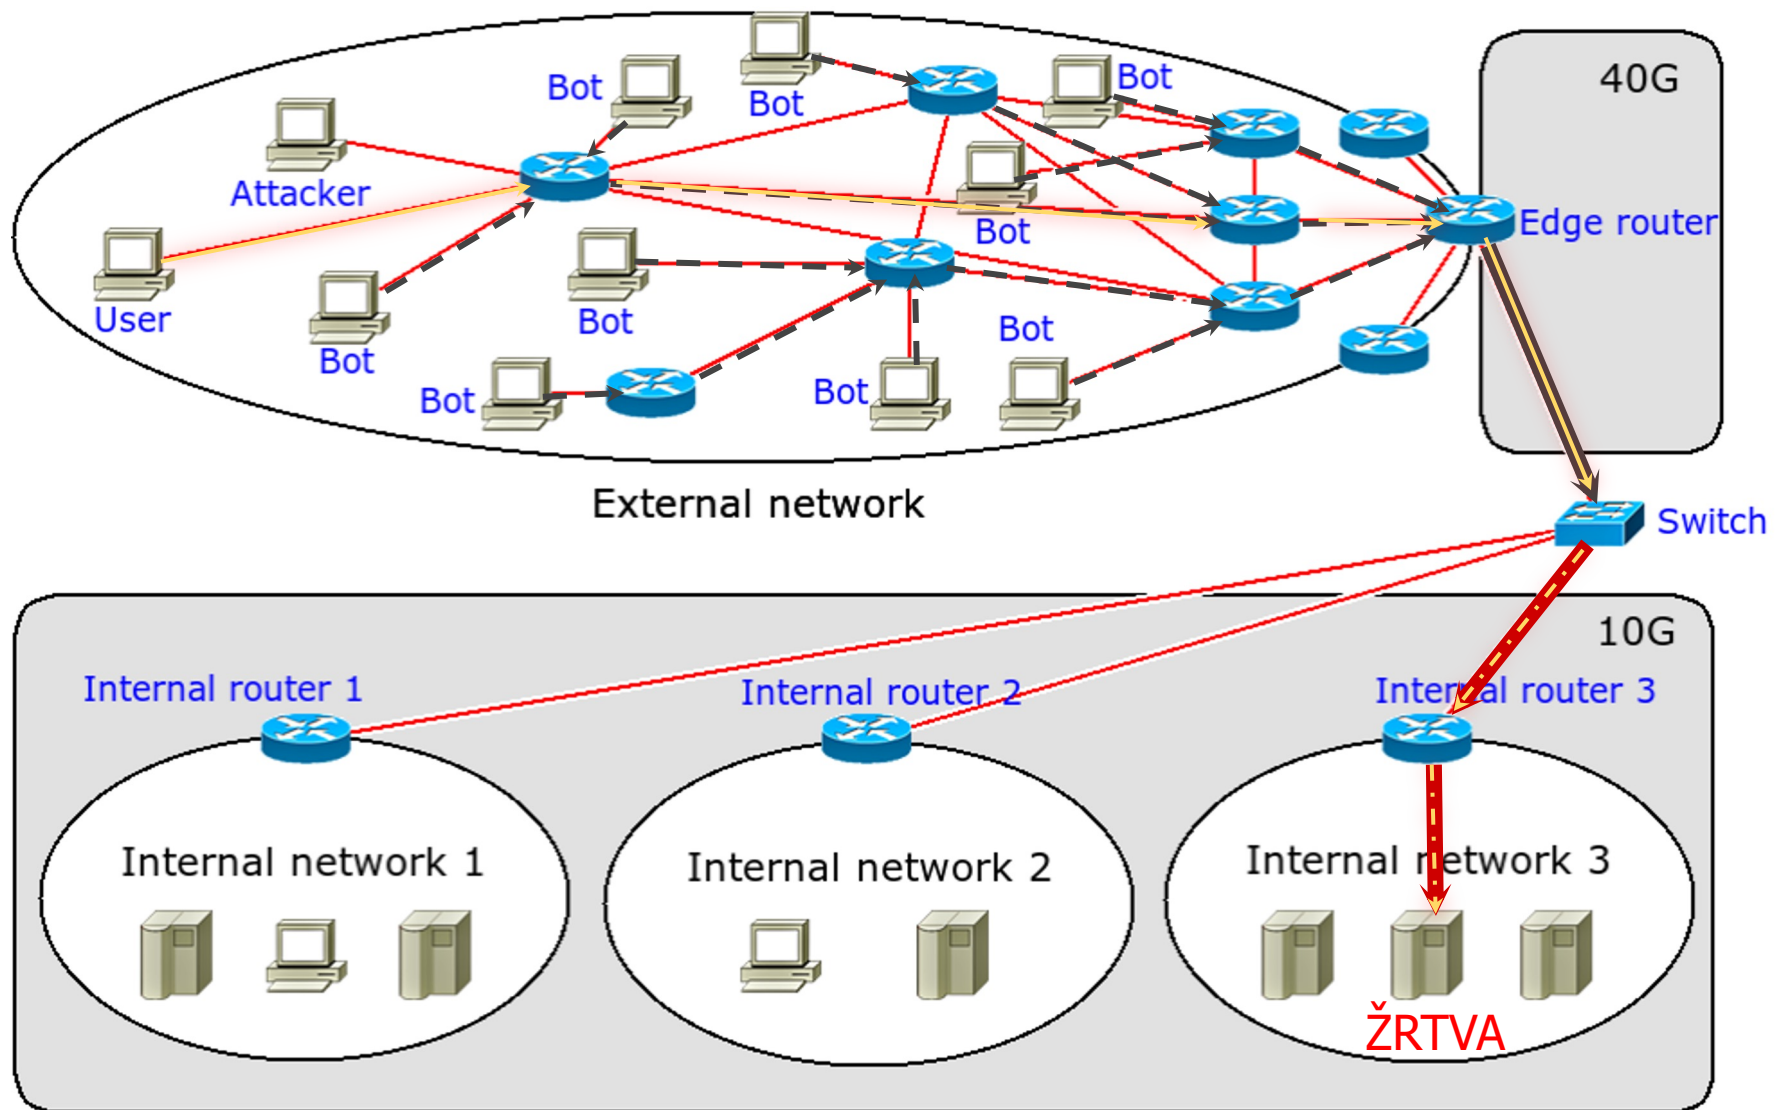 Bot
Bot
Bot
40G
Attacker
Bot
Edge router
User
Bot
Bot
Bot
Bot
Bot
External network
Switch
10G
Internal router 1
Internal router 2
Internal router 3
Internal network 1
Internal network 2
Internal network 3
ŽRTVA